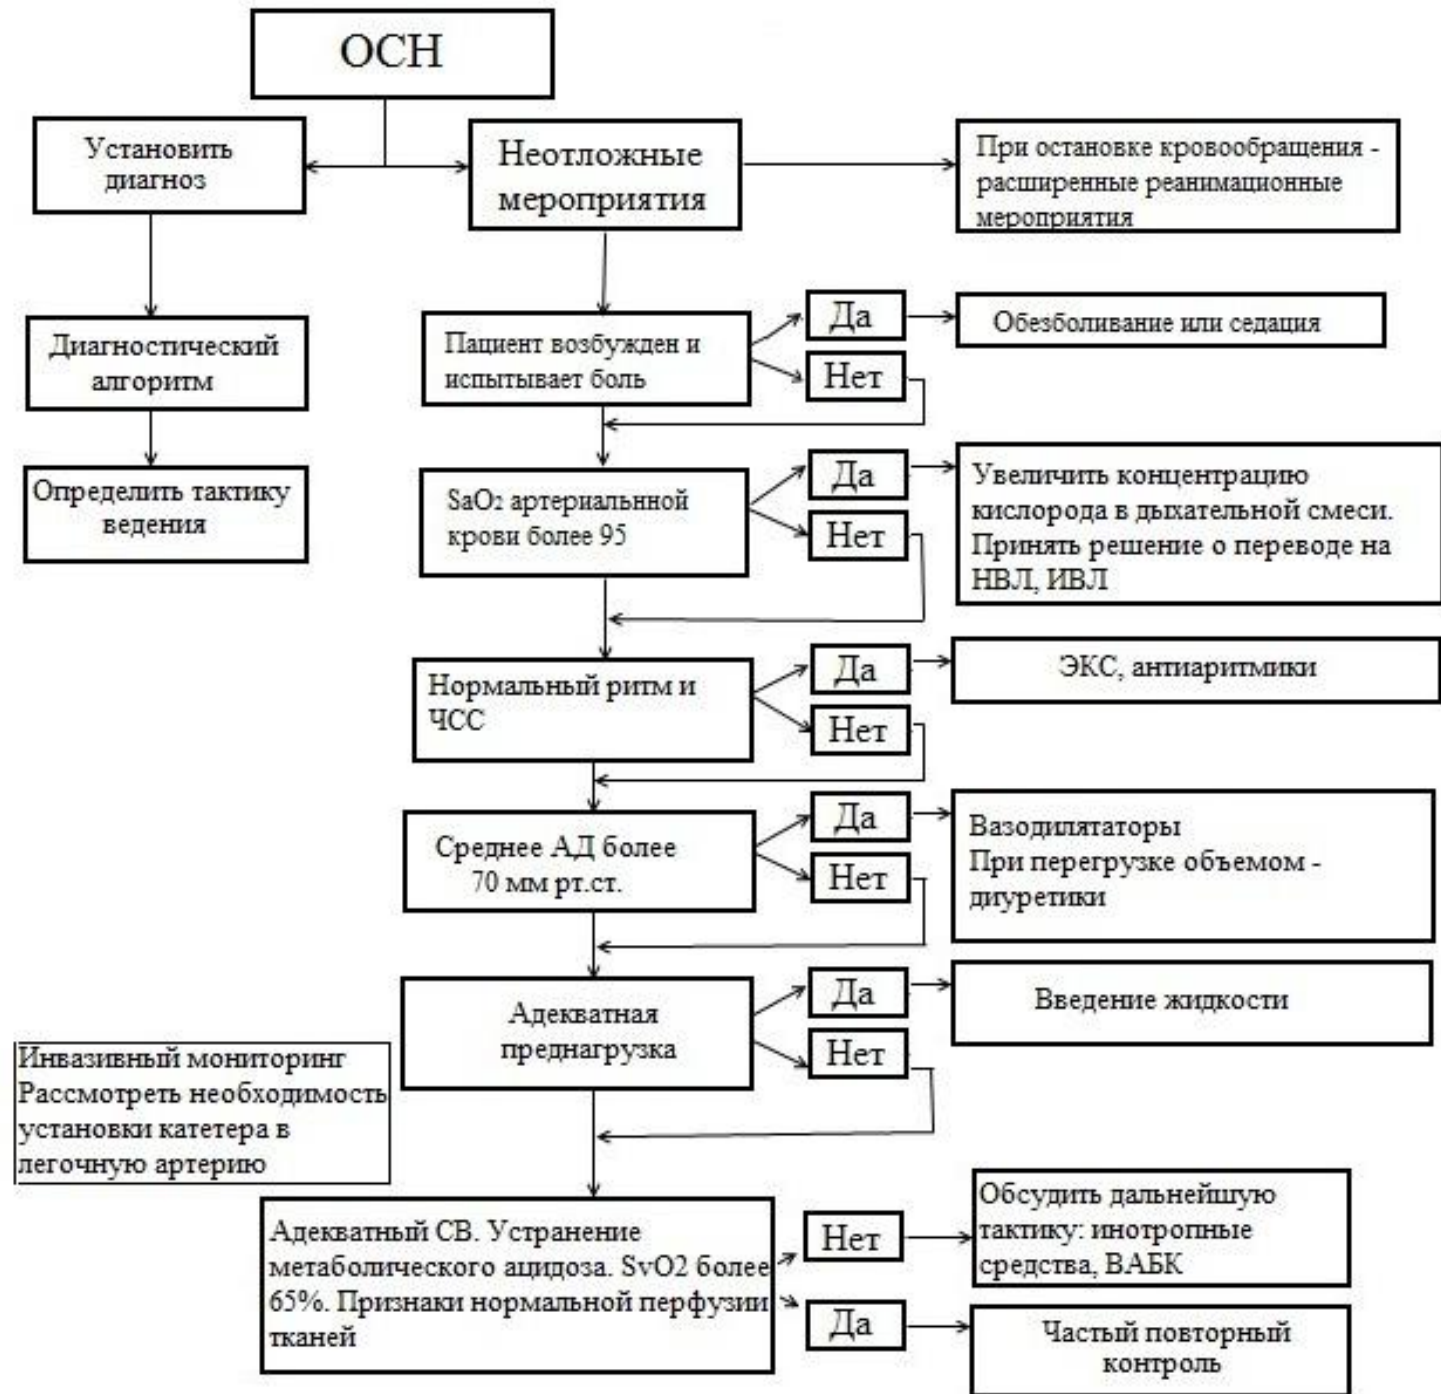 ОСН
Установить
диагноз
Неотложные
мероприятия
При остановке кровообращения -
расширенные реанимационные
мероприятия
Диагностический
алгоритм
Определить тактику
ведения
Пациент возбужден и
испытывает боль
Да
Нет
Обезболивание или седация
SaO2 артериальнной
крови более 95
Да
Нет
Увеличить концентрацию
кислорода в дыхательной смеси.
Принять решение о переводе на
НВЛ, ИВЛ
Нормальный ритм и
ЧСС
Да
Нет
ЭКС, антиаритмики
Среднее АД более
70 мм рт.ст.
Да
Нет
Вазодилятаторы
При перегрузке объемом -
диуретики
Адекватная
преднагрузка
Да
Нет
Введение жидкости
Инвазивный мониторинг
Рассмотреть необходимость
установки катетера в
легочную артерию
Адекватный СВ. Устранение
метаболического ацидоза. SvO2 более
65%. Признаки нормальной перфузии
тканей
Нет
Да
Обсудить дальнейшую
тактику: инотропные
средства, ВАБК
Частый повторный
контроль